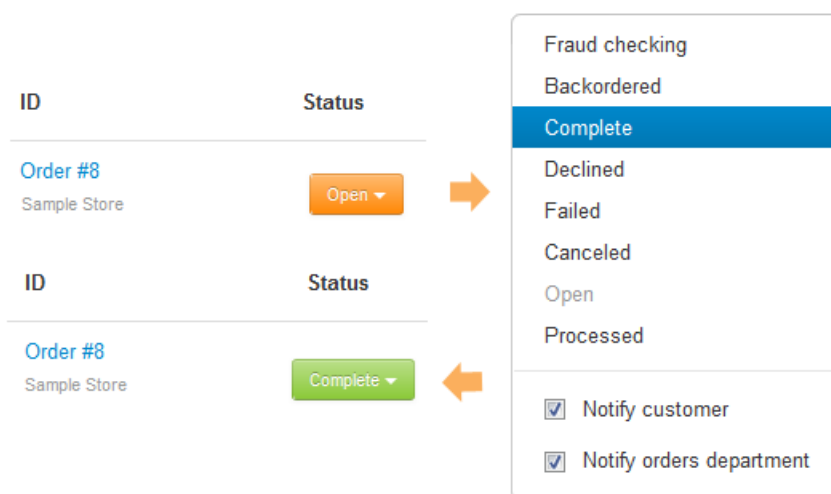 ID Status
Order #8
Sample Store
Open
ID Status
Order #8
Sample Store
Complete
Fraud checking
Backordered
Complete
Declined
Failed
Canceled
Open
Processed
Notify customer
Notify orders department